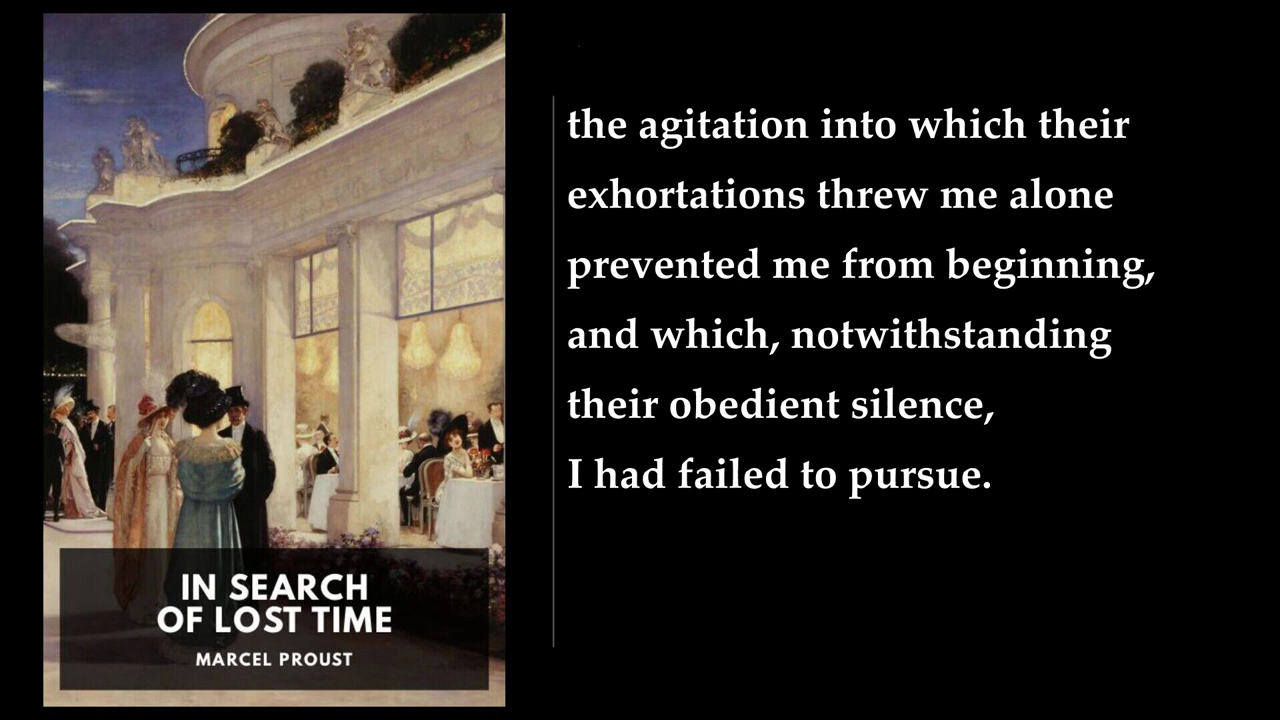 the agitation into which their
exhortations threw me alone
prevented me from beginning,
and which, notwithstanding
their obedient silence,
I had failed to pursue.
IN SEARCH
OF LOST TIME
MARCEL PROUST